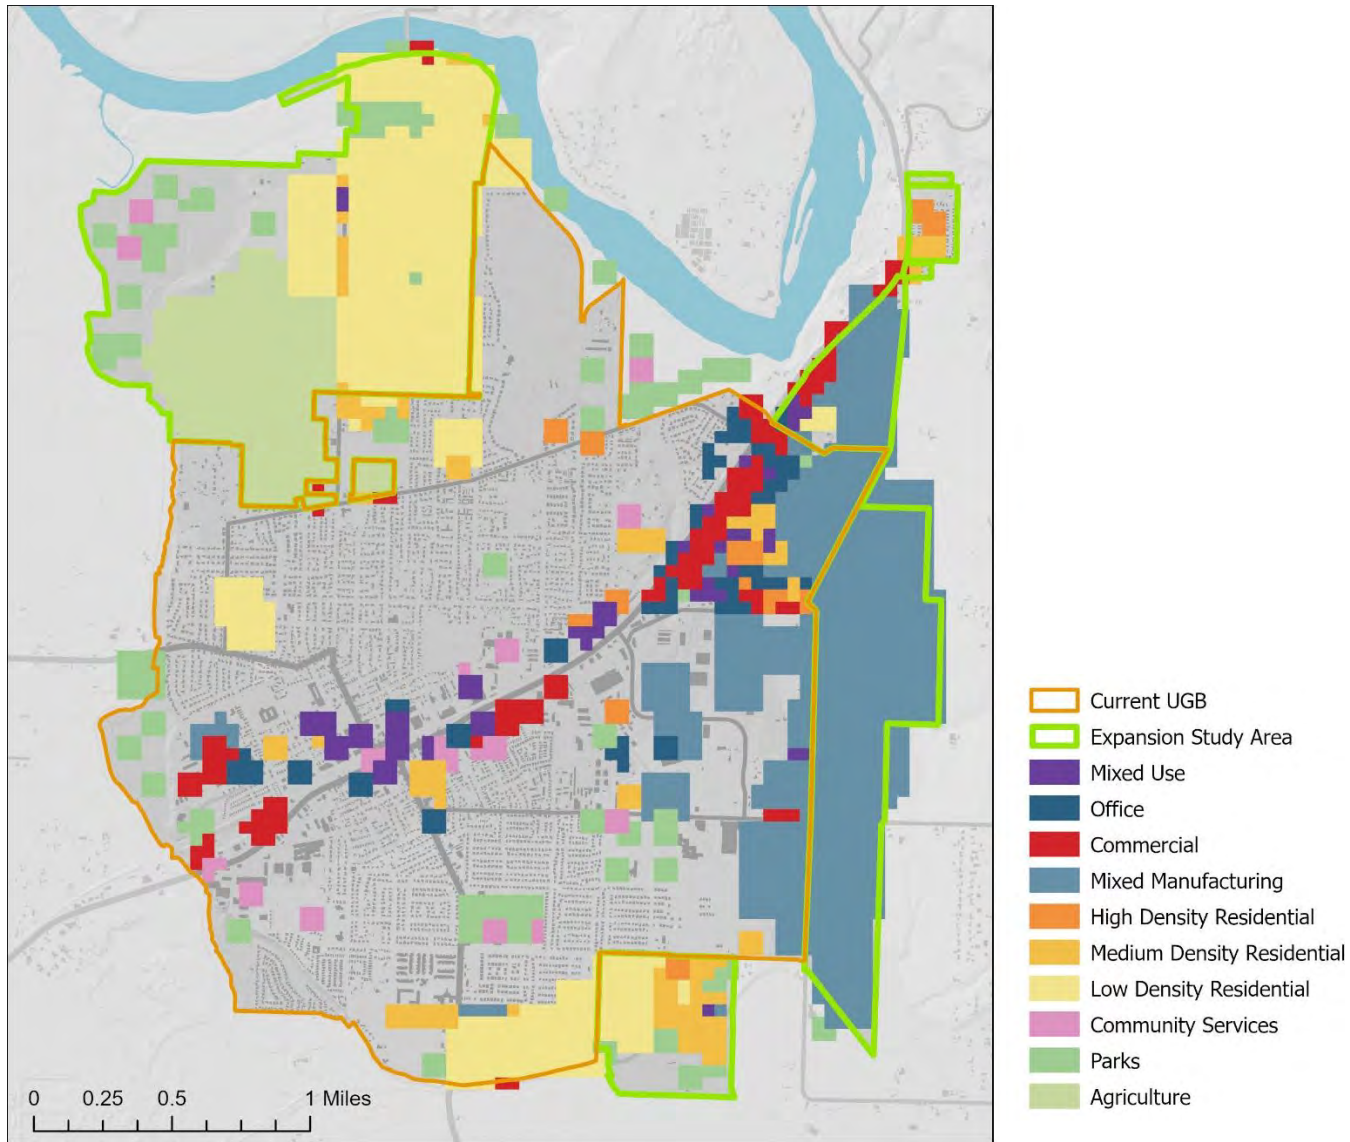 Current UGB
Expansion Study Area
Mixed Use
Office
Commercial
Mixed Manufacturing
High Density Residential
Medium Density Residential
Low Density Residential
Community Services
Parks
Agriculture
0 0.25 0.5 1 Miles